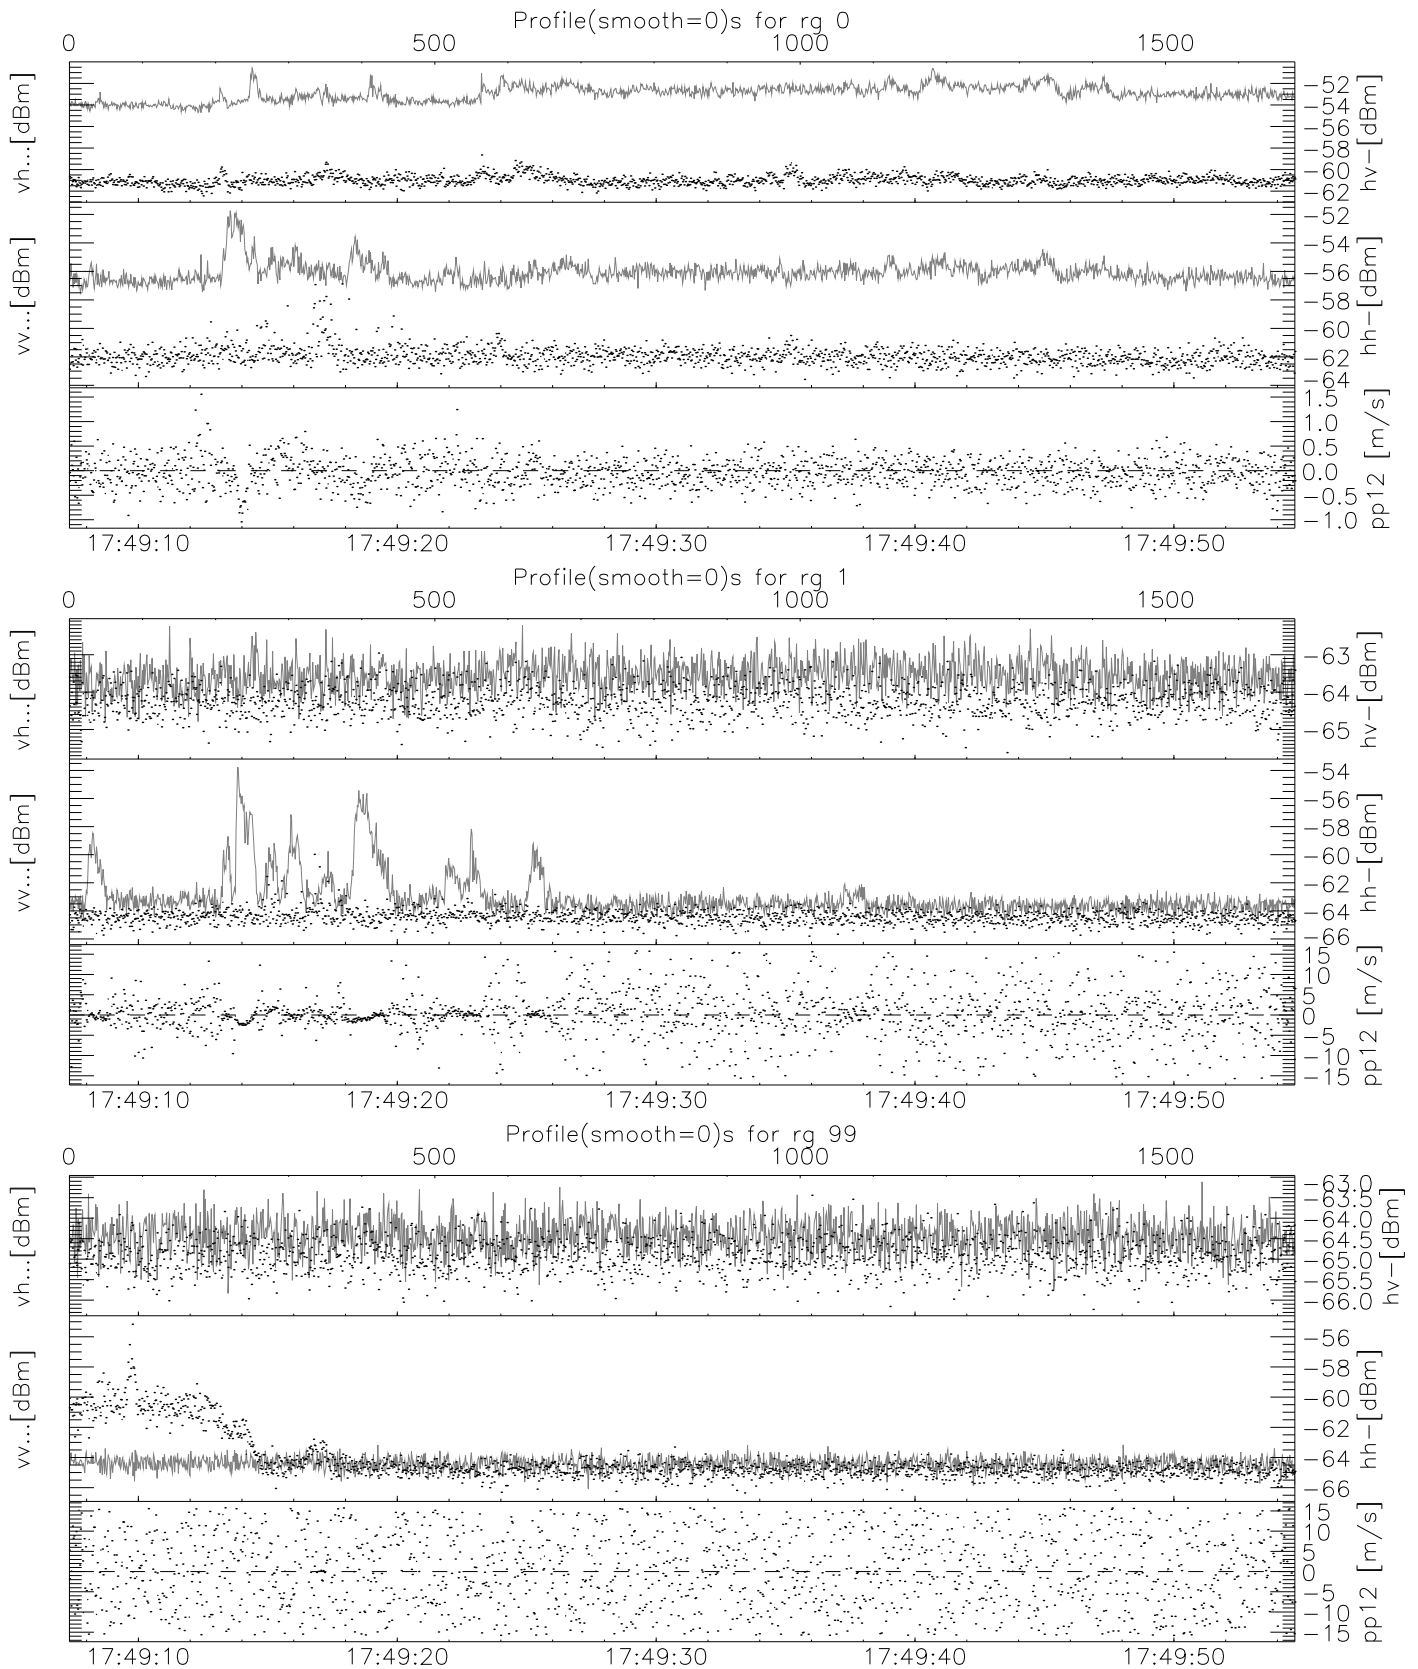 Profile(smooth=0)s for rg 0
0 500 1000 1500
vh...[dBm]
−52
−54
−56
−58
−60
−62
hv−[dBm]
vv...[dBm]
−52
−54
−56
−58
−60
−62
−64
hh−[dBm]
1.5
1.0
0.5
0.0
−0.5
−1.0
pp12 [m/s]
17:49:10 17:49:20 17:49:30 17:49:40 17:49:50
Profile(smooth=0)s for rg 1
0 500 1000 1500
vh...[dBm]
−63
−64
−65
hv−[dBm]
vv...[dBm]
−54
−56
−58
−60
−62
−64
−66
hh−[dBm]
15
10
5
0
−5
−10
−15
pp12 [m/s]
17:49:10 17:49:20 17:49:30 17:49:40 17:49:50
Profile(smooth=0)s for rg 99
0 500 1000 1500
vh...[dBm]
−63.0
−63.5
−64.0
−64.5
−65.0
−65.5
−66.0
hv−[dBm]
vv...[dBm]
−56
−58
−60
−62
−64
−66
hh−[dBm]
15
10
5
0
−5
−10
−15
pp12 [m/s]
17:49:10 17:49:20 17:49:30 17:49:40 17:49:50